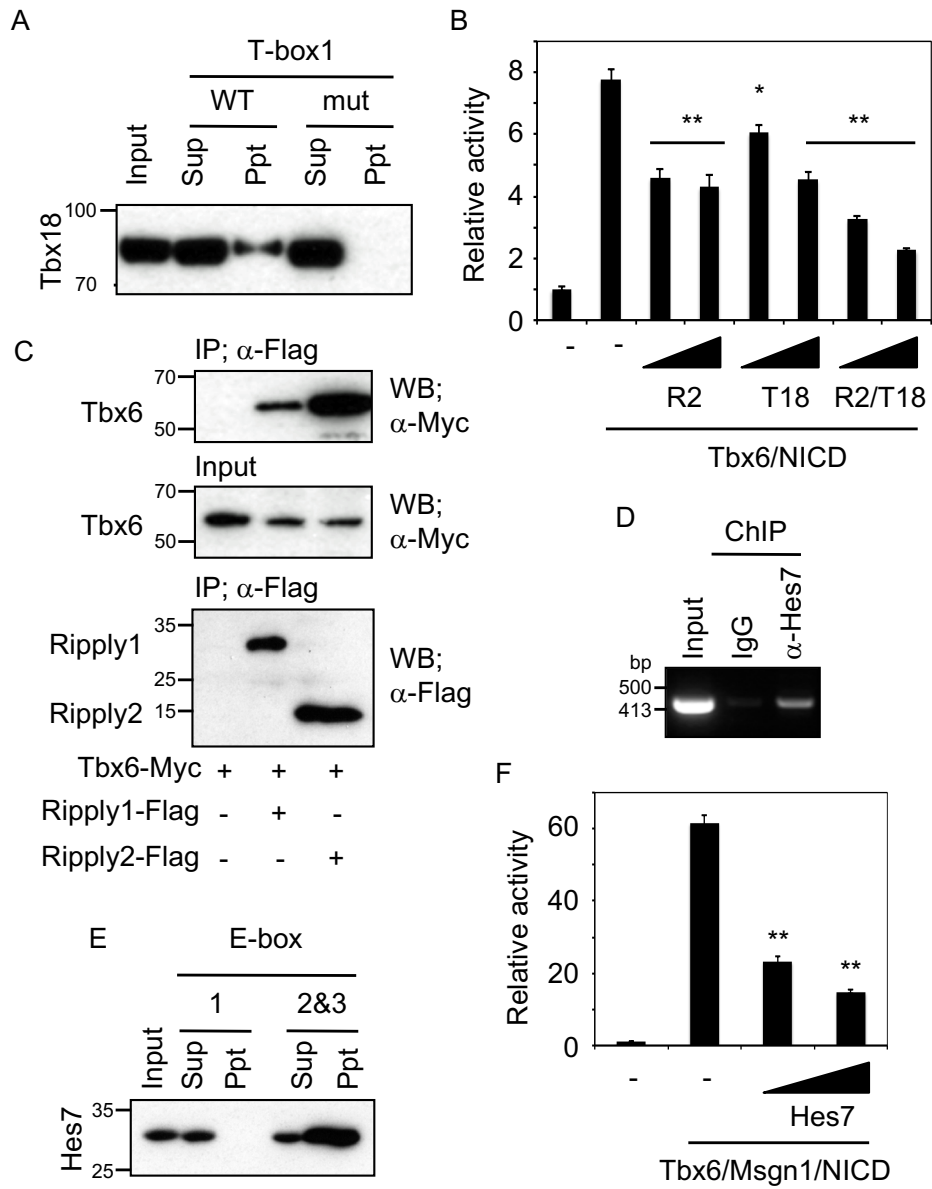 A
T-box1
WT mut
Input Sup Ppt Sup Ppt
Tbx18
100
70
B
Relative activity
8
6
4
2
0
**
*
**
- -
R2 T18 R2/T18
Tbx6/NICD
C
IP; α-Flag
70
Tbx6
50
WB;
α-Myc
Input
70
Tbx6
50
WB;
α-Myc
IP; α-Flag
35
Ripply1
25
Ripply2 15
WB;
α-Flag
Tbx6-Myc + + +
Ripply1-Flag - + -
Ripply2-Flag - - +
D
ChIP
Input IgG α-Hes7
bp
500
413
E
E-box
1 2&3
Input Sup Ppt Sup Ppt
Hes7
35
25
F
Relative activity
60
40
20
0
**
**
- -
Hes7
Tbx6/Msgn1/NICD